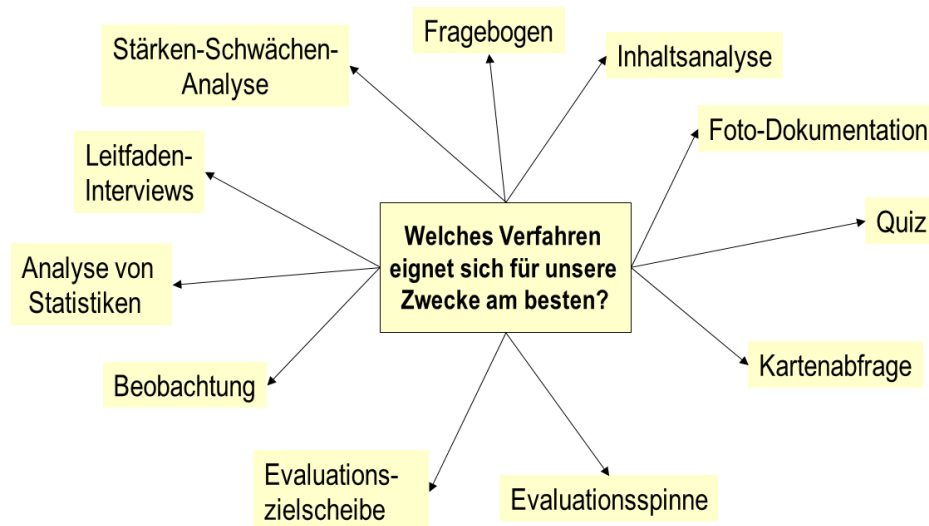 Fragebogen
Stärken-Schwächen-
Analyse
Inhaltsanalyse
Foto-Dokumentation
Leitfaden-
Interviews
Quiz
Welches Verfahren
eignet sich für unsere
Zwecke am besten?
Analyse von
Statistiken
Kartenabfrage
Beobachtung
Evaluations-
zielscheibe
Evaluationsspinne